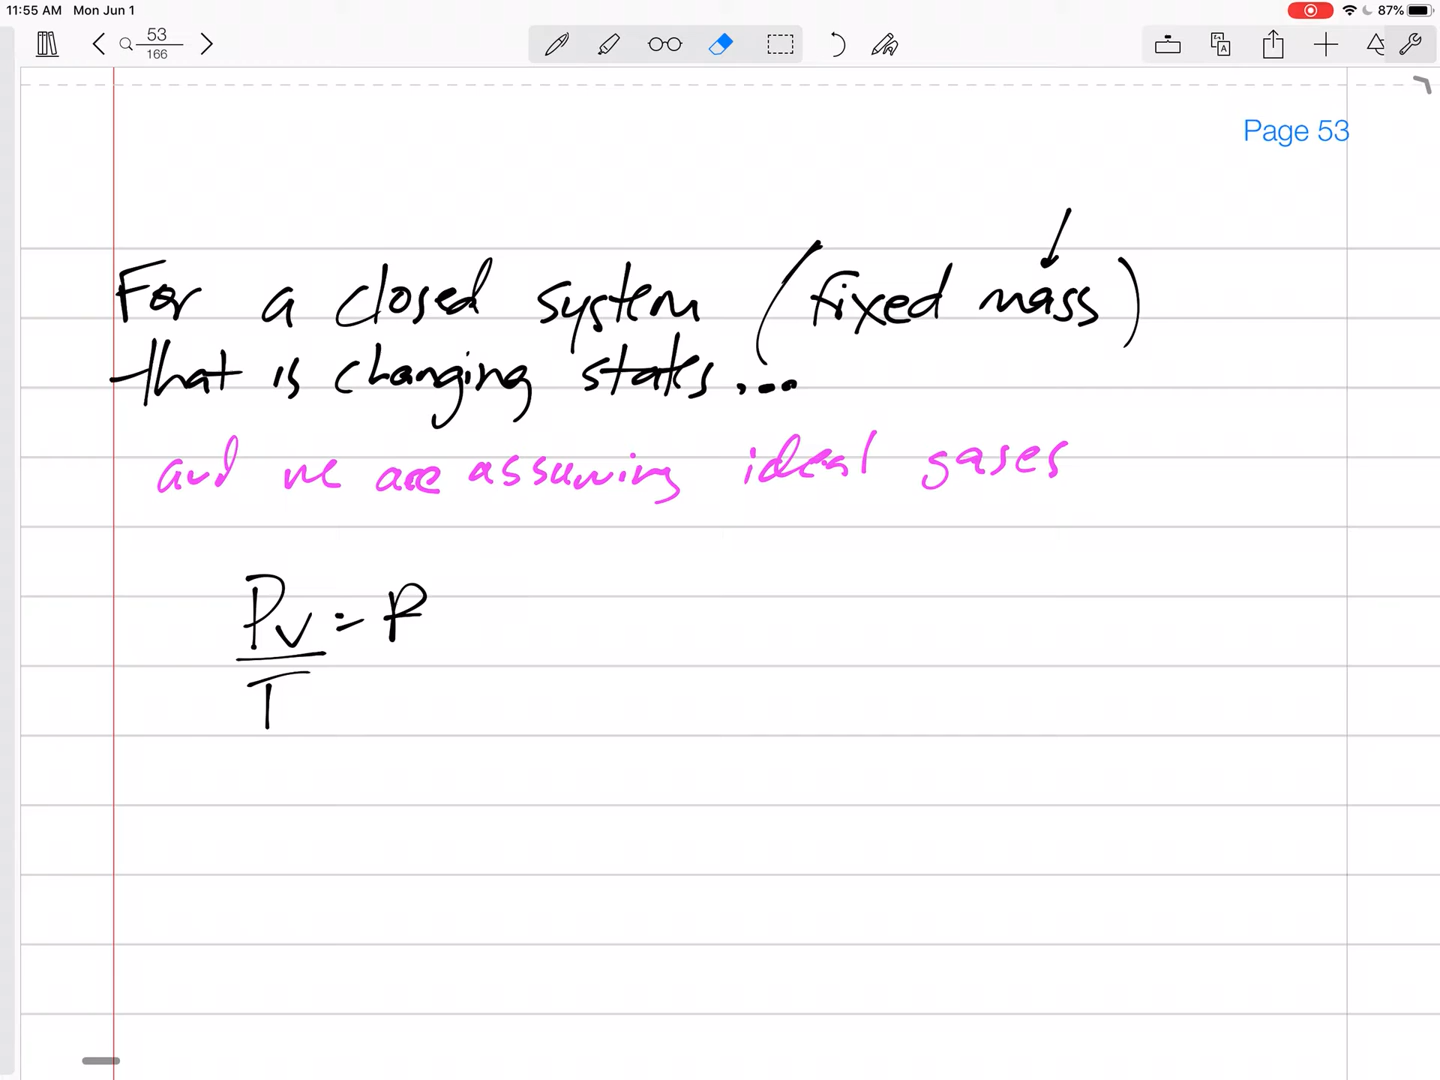 11:55 AM Mon Jun 1 87%
53
166
Page 53
For a closed system (fixed mass)
that is changing states...
and we are assuming ideal gases
Pv = R
T